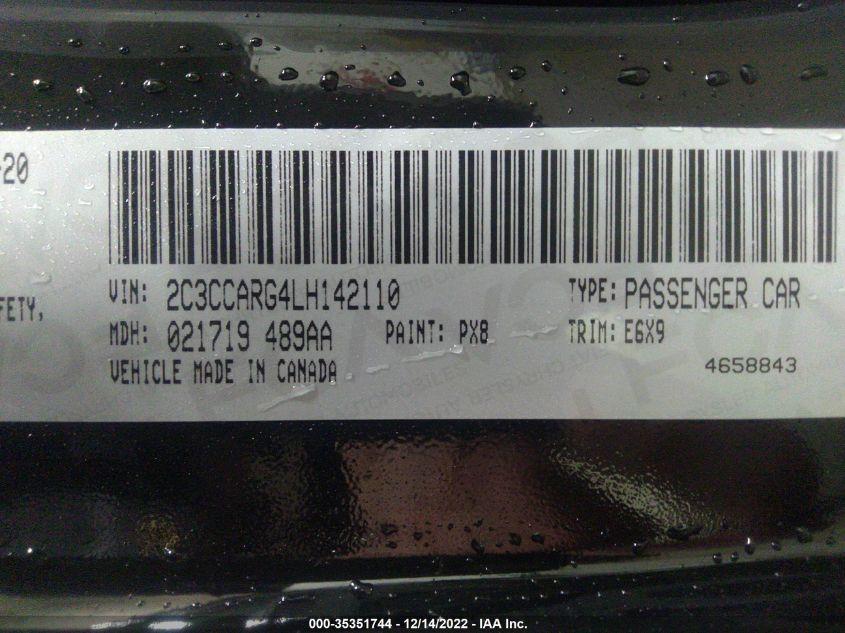 -20
FETY,
VIN: 2C3CCARG4LH142110 TYPE: PASSENGER CAR
MDH: 021719 489AA PAINT: PX8 TRIM: E6X9
VEHICLE MADE IN CANADA 4658843
000-35351744 - 12/14/2022 - IAA Inc.